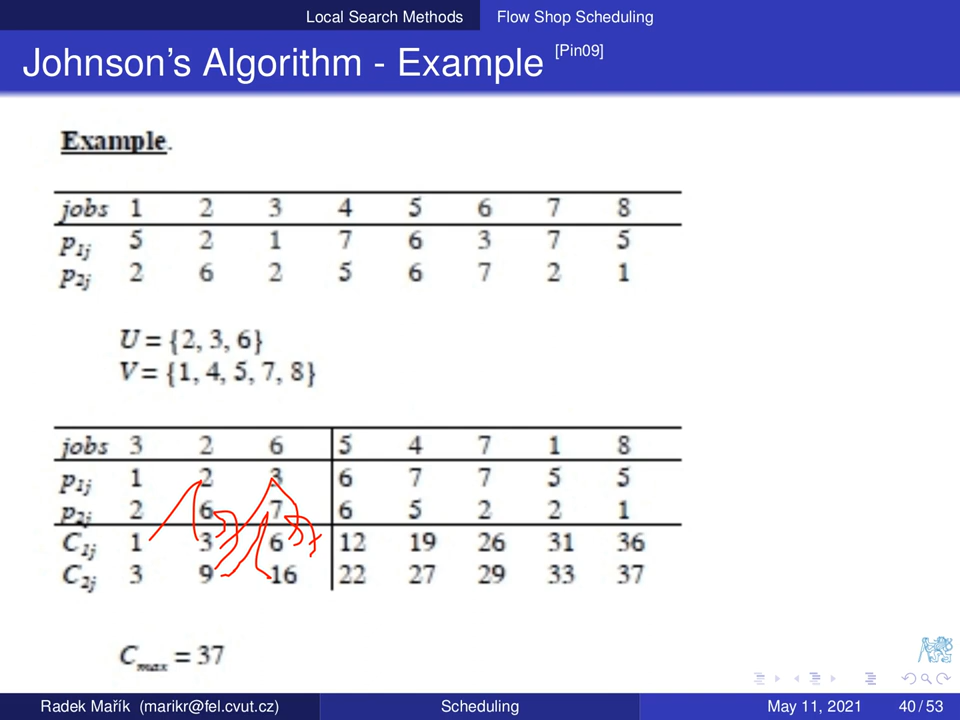 Local Search Methods Flow Shop Scheduling
Johnson's Algorithm - Example [Pin09]
Example.
jobs 1 2 3 4 5 6 7 8
p1j 5 2 1 7 6 3 7 5
p2j 2 6 2 5 6 7 2 1
U = {2, 3, 6}
V = {1, 4, 5, 7, 8}
jobs 3 2 6 5 4 7 1 8
p1j 1 2 3 6 7 7 5 5
p2j 2 6 7 6 5 2 2 1
C1j 1 3 6 12 19 26 31 36
C2j 3 9 16 22 27 29 33 37
Cmax = 37
Radek Mařík (marikr@fel.cvut.cz) Scheduling May 11, 2021 40 / 53